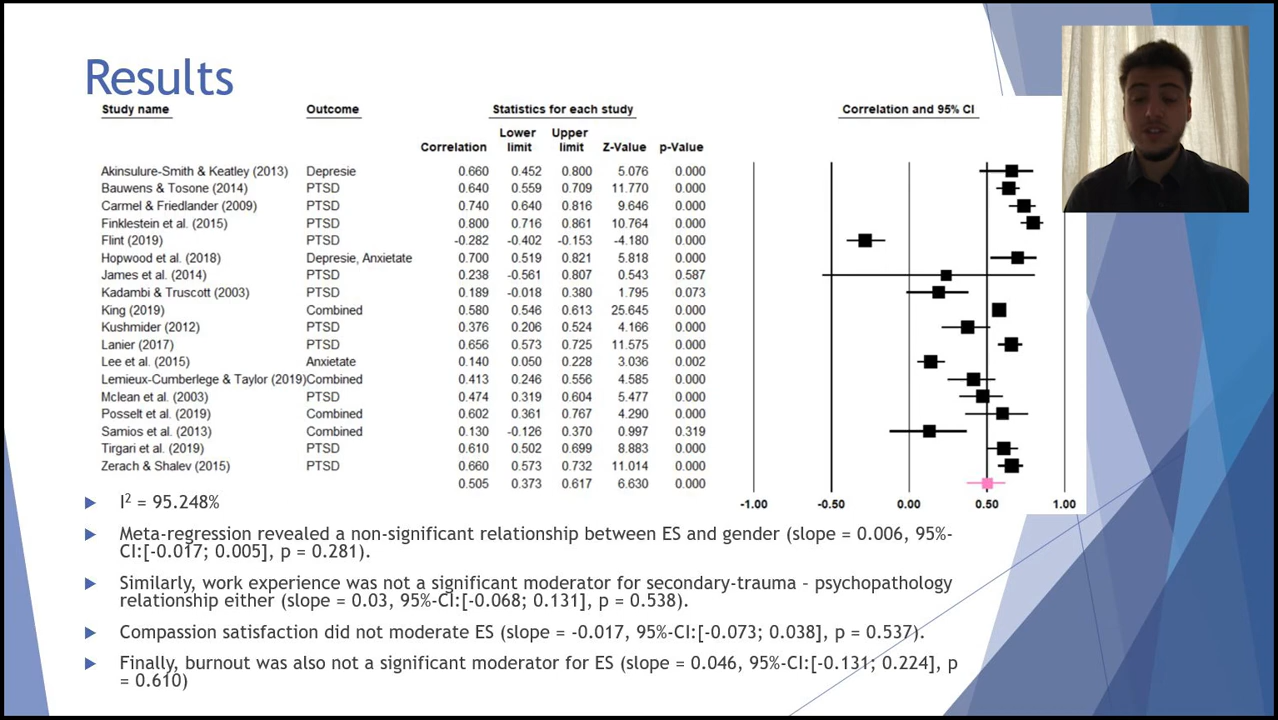 Results
Study name Outcome Statistics for each study Correlation and 95% CI
Lower Upper
Correlation limit limit Z-Value p-Value
Akinsulure-Smith & Keatley (2013) Depresie 0.660 0.452 0.800 5.076 0.000
Bauwens & Tosone (2014) PTSD 0.640 0.559 0.709 11.770 0.000
Carmel & Friedlander (2009) PTSD 0.740 0.640 0.816 9.646 0.000
Finklestein et al. (2015) PTSD 0.800 0.716 0.861 10.764 0.000
Flint (2019) PTSD -0.282 -0.402 -0.153 -4.180 0.000
Hopwood et al. (2018) Depresie, Anxietate 0.700 0.519 0.821 5.818 0.000
James et al. (2014) PTSD 0.238 -0.561 0.807 0.543 0.587
Kadambi & Truscott (2003) PTSD 0.189 -0.018 0.380 1.795 0.073
King (2019) Combined 0.580 0.546 0.613 25.645 0.000
Kushmider (2012) PTSD 0.376 0.206 0.524 4.166 0.000
Lanier (2017) PTSD 0.656 0.573 0.725 11.575 0.000
Lee et al. (2015) Anxietate 0.140 0.050 0.228 3.036 0.002
Lemieux-Cumberlege & Taylor (2019) Combined 0.413 0.246 0.556 4.585 0.000
Mclean et al. (2003) PTSD 0.474 0.319 0.604 5.477 0.000
Posselt et al. (2019) Combined 0.602 0.361 0.767 4.290 0.000
Samios et al. (2013) Combined 0.130 -0.126 0.370 0.997 0.319
Tirgari et al. (2019) PTSD 0.610 0.502 0.699 8.883 0.000
Zerach & Shalev (2015) PTSD 0.660 0.573 0.732 11.014 0.000
0.505 0.373 0.617 6.630 0.000
-1.00 -0.50 0.00 0.50 1.00
I² = 95.248%
Meta-regression revealed a non-significant relationship between ES and gender (slope = 0.006, 95%-
CI:[-0.017; 0.005], p = 0.281).
Similarly, work experience was not a significant moderator for secondary-trauma – psychopathology
relationship either (slope = 0.03, 95%-CI:[-0.068; 0.131], p = 0.538).
Compassion satisfaction did not moderate ES (slope = -0.017, 95%-CI:[-0.073; 0.038], p = 0.537).
Finally, burnout was also not a significant moderator for ES (slope = 0.046, 95%-CI:[-0.131; 0.224], p
= 0.610)